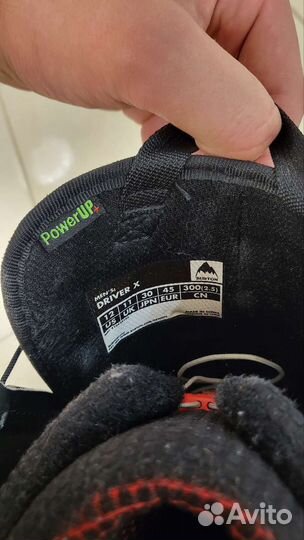 PowerUP+
MEN'S
DRIVER X
BURTON
12 11 30 45 300(2.5)
US UK JPN EUR CN
Avito